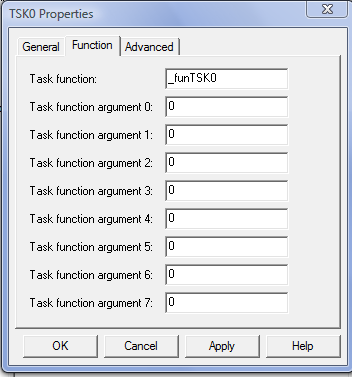 TSK0 Properties
General Function Advanced
Task function: _funTSK0
Task function argument 0: 0
Task function argument 1: 0
Task function argument 2: 0
Task function argument 3: 0
Task function argument 4: 0
Task function argument 5: 0
Task function argument 6: 0
Task function argument 7: 0
OK Cancel Apply Help